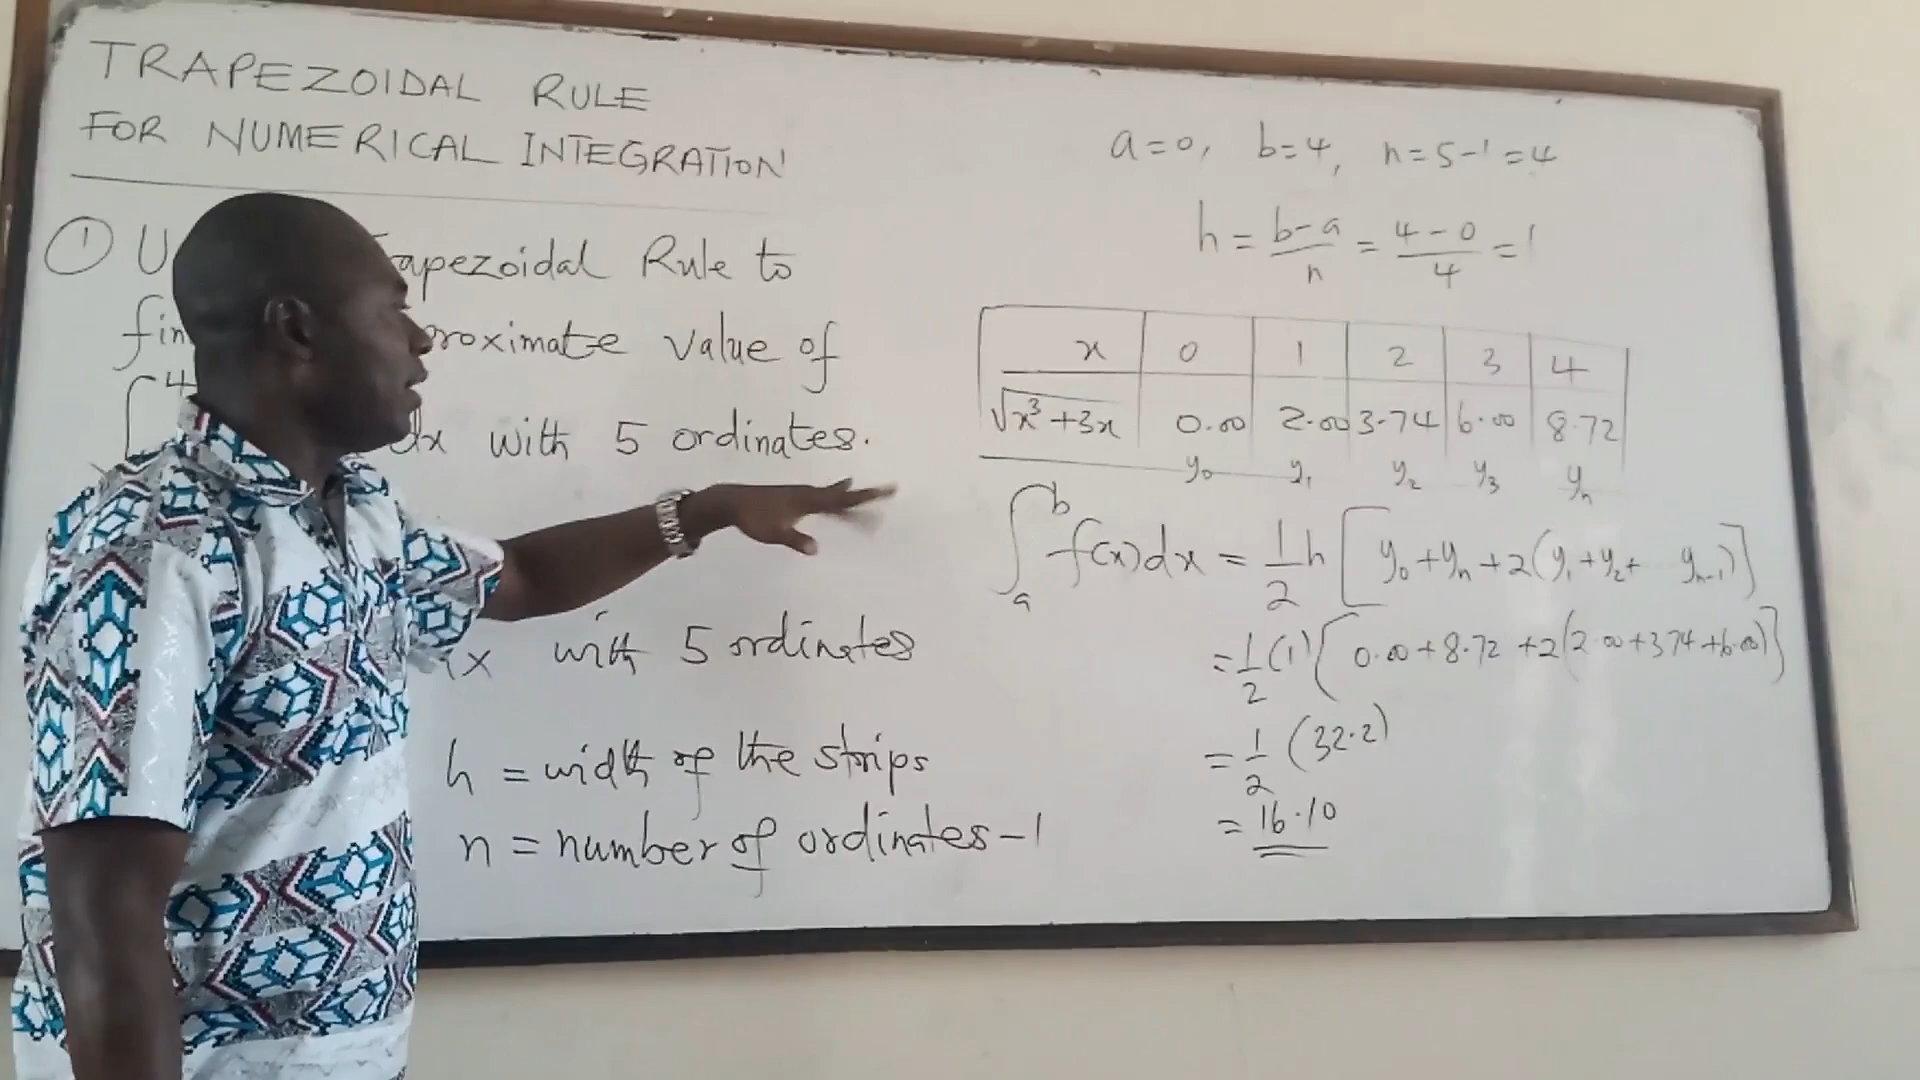 TRAPEZOIDAL RULE
FOR NUMERICAL INTEGRATION
① U apezoidal Rule to
fin roximate value of
∫ 4 dx with 5 ordinates.
x with 5 ordinates
h = width of the strips
n = number of ordinates - 1
a = 0, b = 4, n = 5 - 1 = 4
h = (b - a)/n = (4 - 0)/4 = 1
x 0 1 2 3 4
√(x³ + 3x) 0.00 2.00 3.74 6.00 8.72
y₀ y₁ y₂ y₃ yₙ
∫ₐᵇ f(x)dx = 1/2 h [y₀ + yₙ + 2(y₁ + y₂ + yₙ₋₁)]
= 1/2 (1) [0.00 + 8.72 + 2(2.00 + 3.74 + 6.00)]
= 1/2 (32.2)
= 16.10